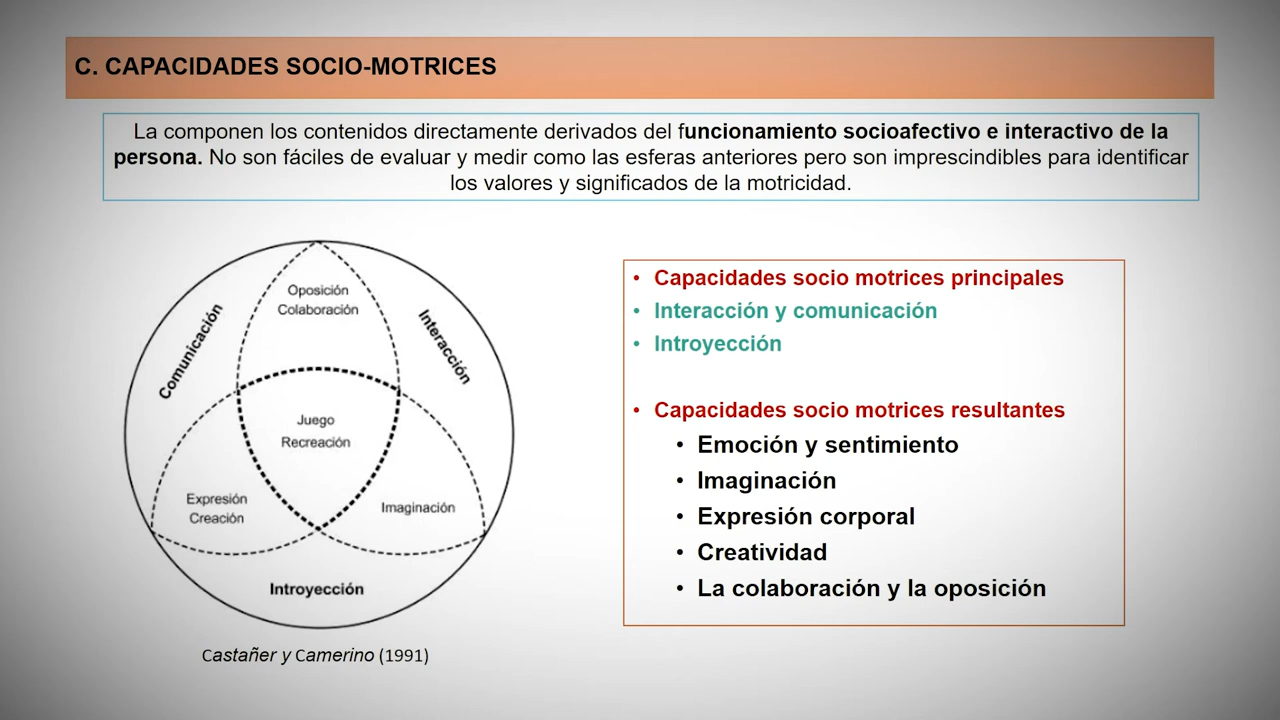 C. CAPACIDADES SOCIO-MOTRICES
La componen los contenidos directamente derivados del funcionamiento socioafectivo e interactivo de la
persona. No son fáciles de evaluar y medir como las esferas anteriores pero son imprescindibles para identificar
los valores y significados de la motricidad.
Oposición
Colaboración
Comunicación
Interacción
Juego
Recreación
Expresión
Creación
Imaginación
Introyección
Castañer y Camerino (1991)
• Capacidades socio motrices principales
• Interacción y comunicación
• Introyección
• Capacidades socio motrices resultantes
• Emoción y sentimiento
• Imaginación
• Expresión corporal
• Creatividad
• La colaboración y la oposición